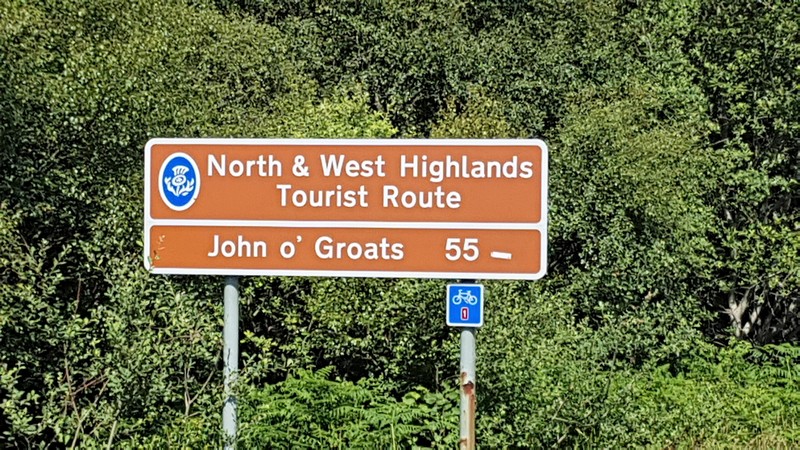 North & West Highlands
Tourist Route
John o' Groats 55
1